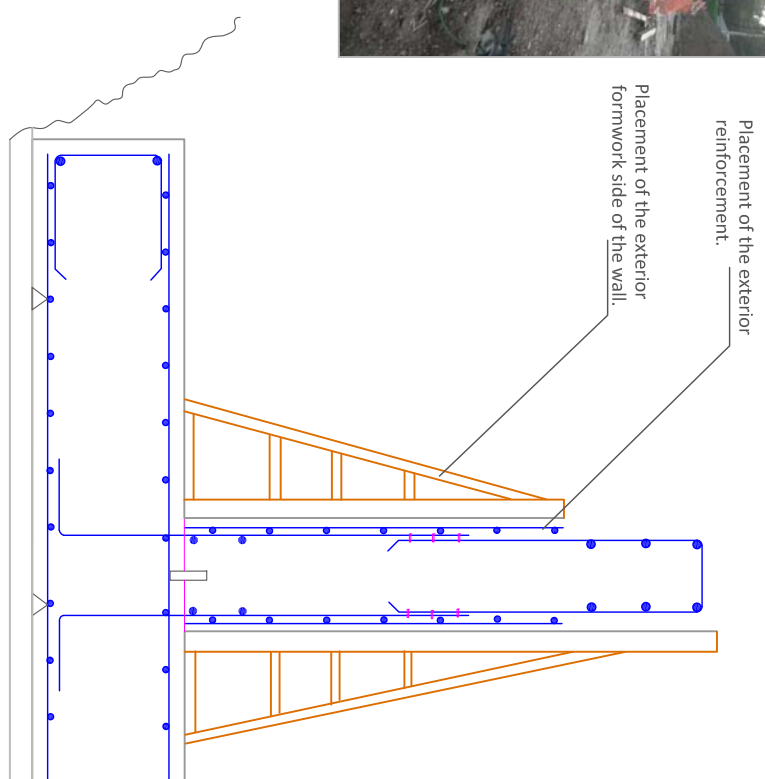 Placement of the exterior
reinforcement.
Placement of the exterior
formwork side of the wall.